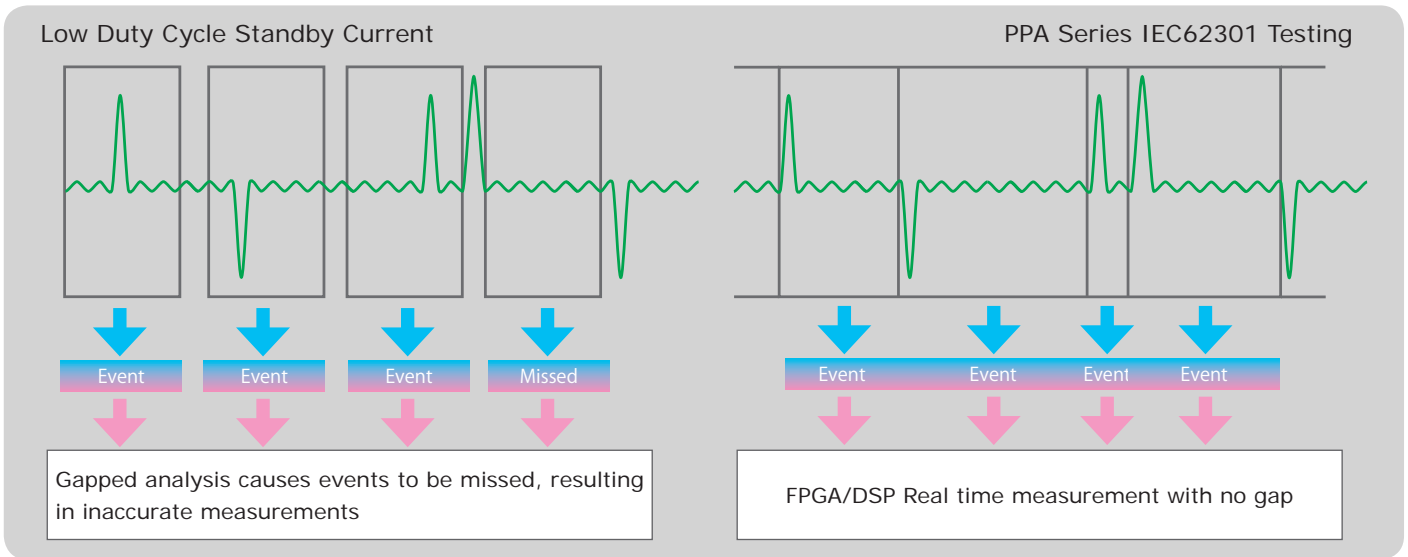 Low Duty Cycle Standby Current
PPA Series IEC62301 Testing
Event
Event
Event
Missed
Event
Event
Event
Event
Gapped analysis causes events to be missed, resulting
in inaccurate measurements
FPGA/DSP Real time measurement with no gap